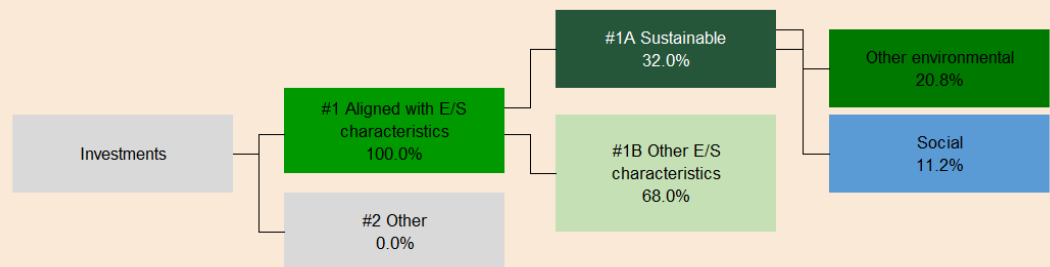 Investments
#1 Aligned with E/S
characteristics
100.0%
#2 Other
0.0%
#1A Sustainable
32.0%
#1B Other E/S
characteristics
68.0%
Other environmental
20.8%
Social
11.2%